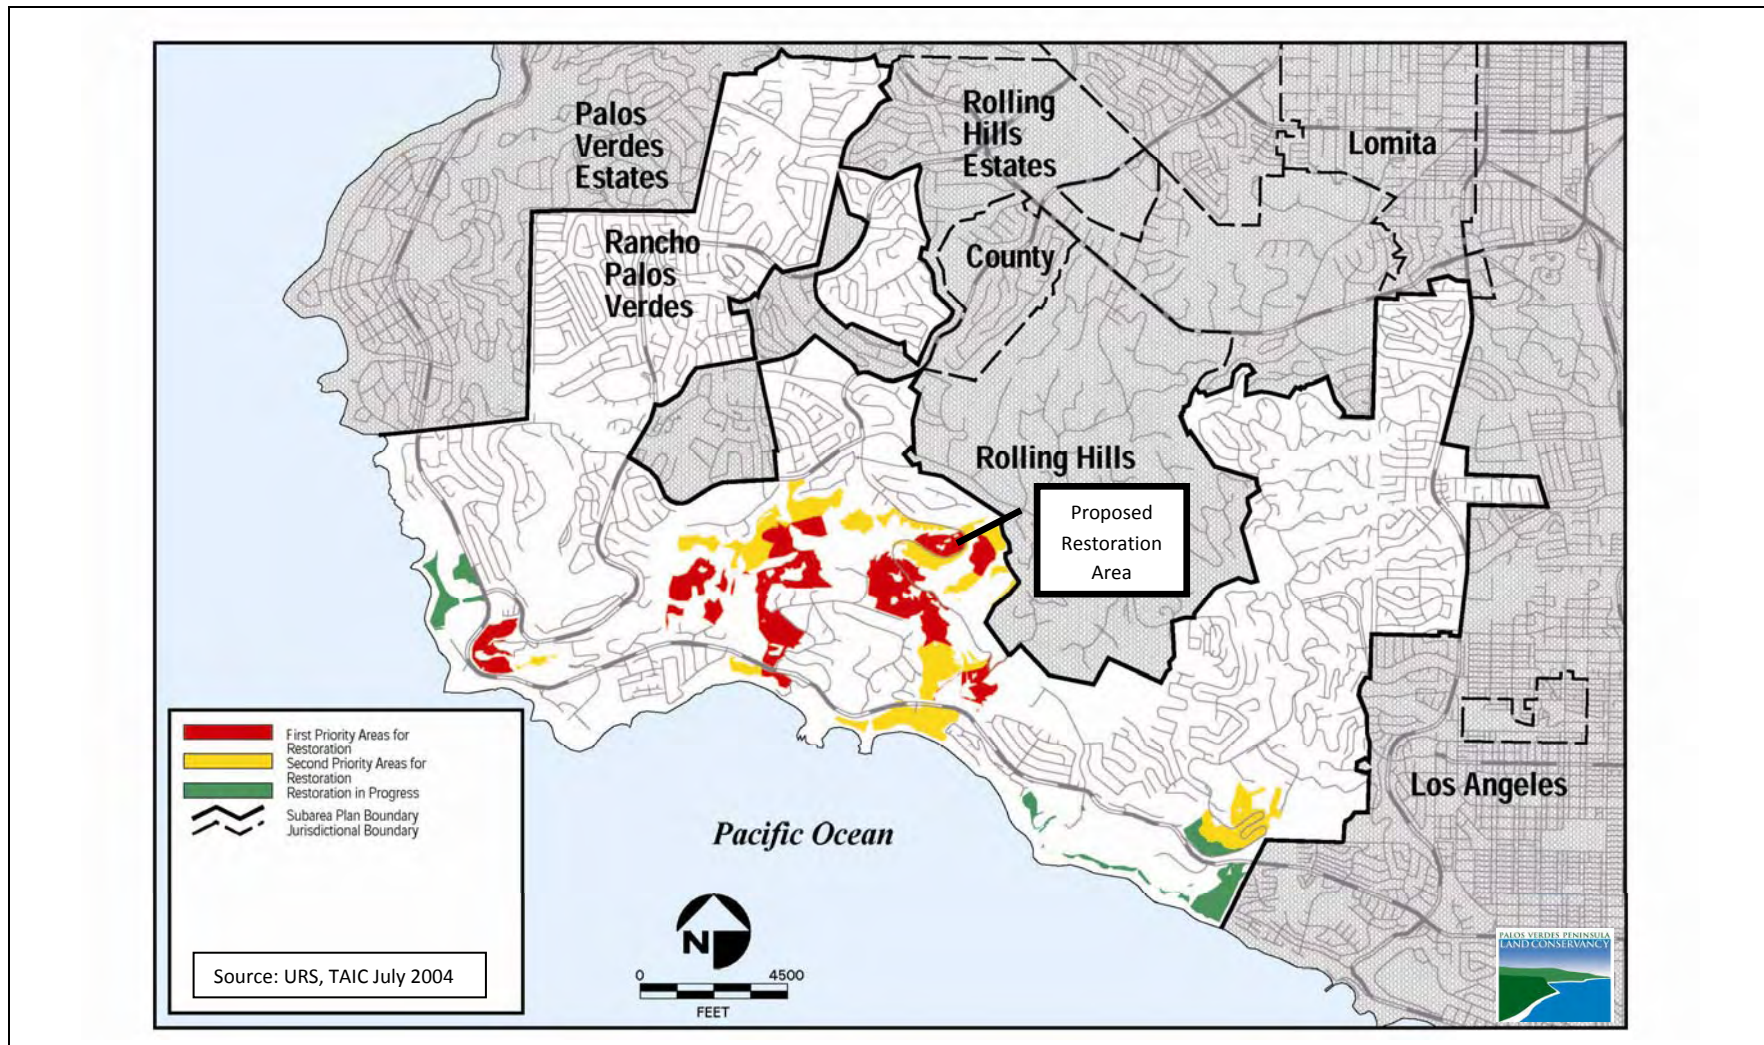 Palos
Verdes
Estates
Rolling
Hills
Estates
Lomita
Rancho
Palos
Verdes
County
Rolling Hills
Proposed
Restoration
Area
First Priority Areas for
Restoration
Second Priority Areas for
Restoration
Restoration in Progress
Subarea Plan Boundary
Jurisdictional Boundary
Los Angeles
Pacific Ocean
N
0 4500
FEET
Source: URS, TAIC July 2004
PALOS VERDES PENINSULA
LAND CONSERVANCY